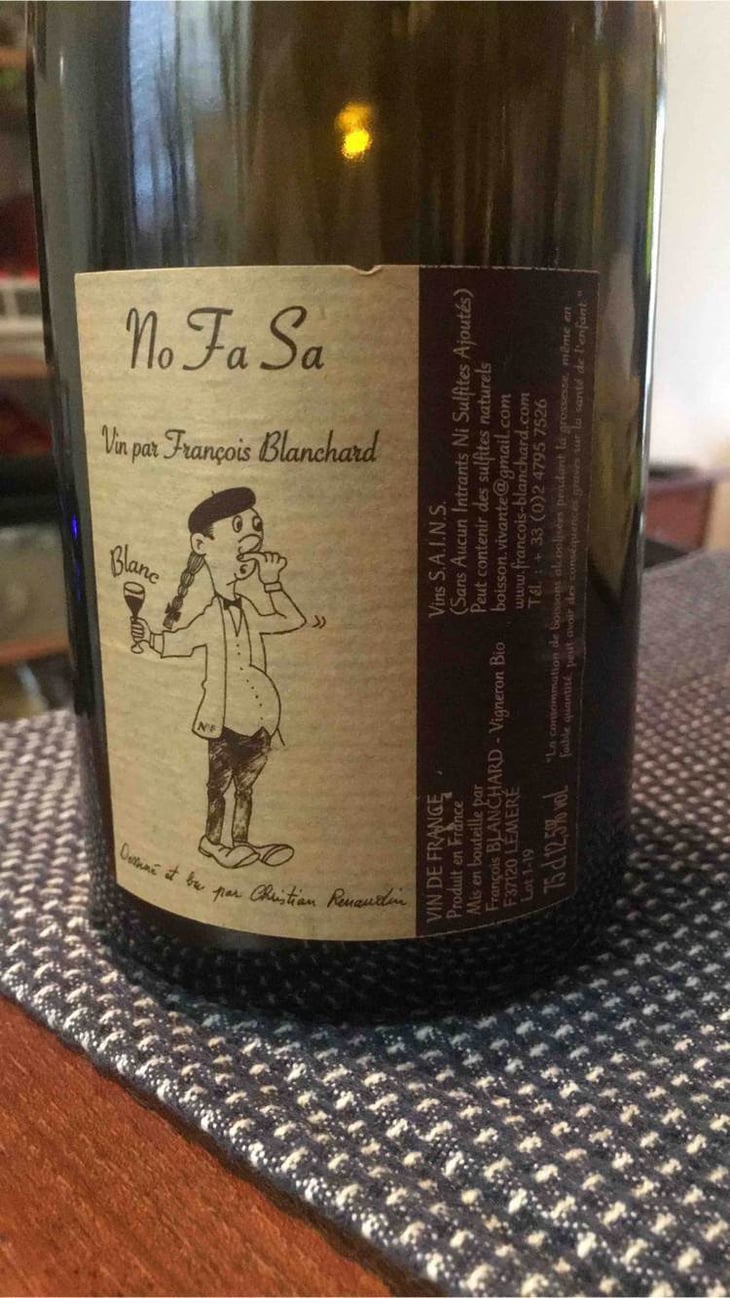 No Fa Sa
Vin par François Blanchard
Blanc
N°F
Dessiné et bu par Christian Renaudin
VIN DE FRANCE
Produit en France
Mis en bouteille par
François BLANCHARD - Vigneron Bio
F37120 LÉMERÉ
Lot 1-19
75 cl 12,5% vol.
Vins S.A.I.N.S.
(Sans Aucun Intrants Ni Sulfites Ajoutés)
Peut contenir des sulfites naturels
boisson.vivante@gmail.com
www.francois-blanchard.com
Tél. : + 33 (0)2 4795 7526
"La consommation de boissons alcoolisées pendant la grossesse, même en
faible quantité, peut avoir des conséquences graves sur la santé de l'enfant."